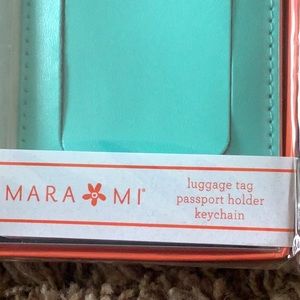 MARA MI®
luggage tag
passport holder
keychain